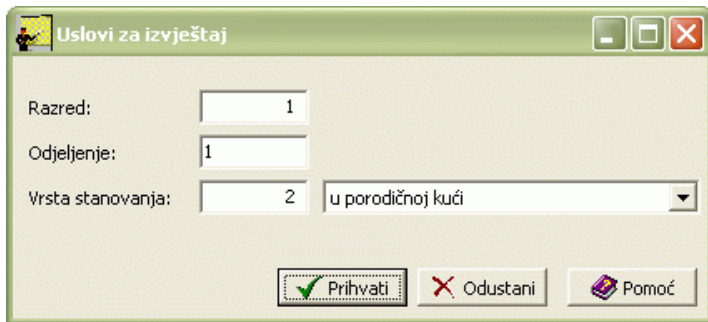 Uslovi za izvještaj
Razred: 1
Odjeljenje: 1
Vrsta stanovanja: 2 u porodičnoj kući
Prihvati Odustani Pomoć